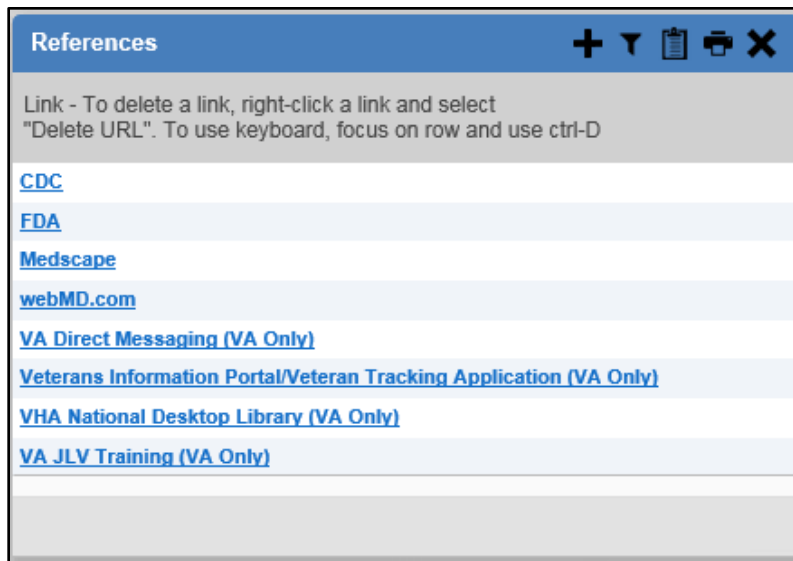 References
Link - To delete a link, right-click a link and select
"Delete URL". To use keyboard, focus on row and use ctrl-D
CDC
FDA
Medscape
webMD.com
VA Direct Messaging (VA Only)
Veterans Information Portal/Veteran Tracking Application (VA Only)
VHA National Desktop Library (VA Only)
VA JLV Training (VA Only)